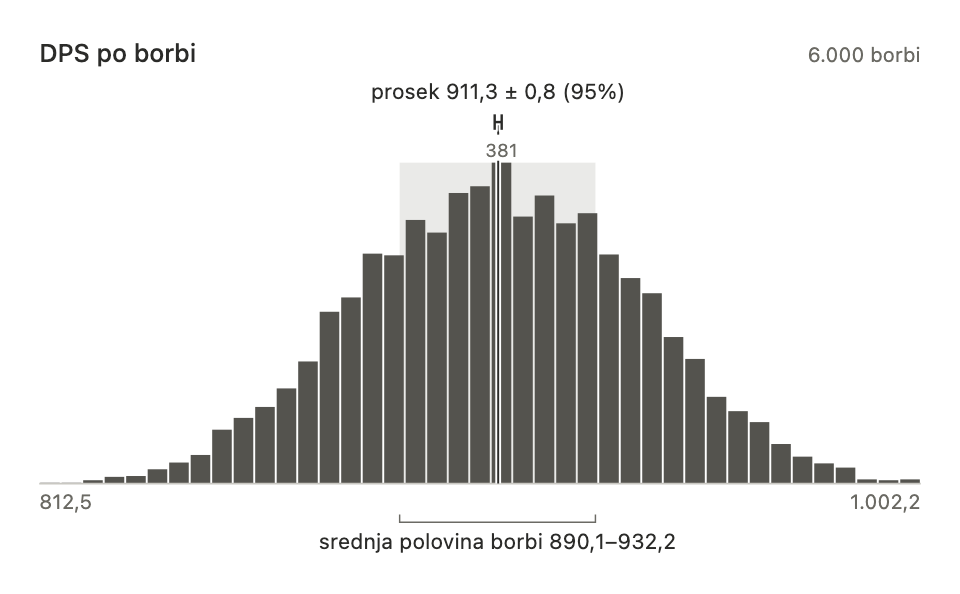 DPS po borbi
6.000 borbi
prosek 911,3 ± 0,8 (95%)
381
812,5
1.002,2
srednja polovina borbi 890,1–932,2